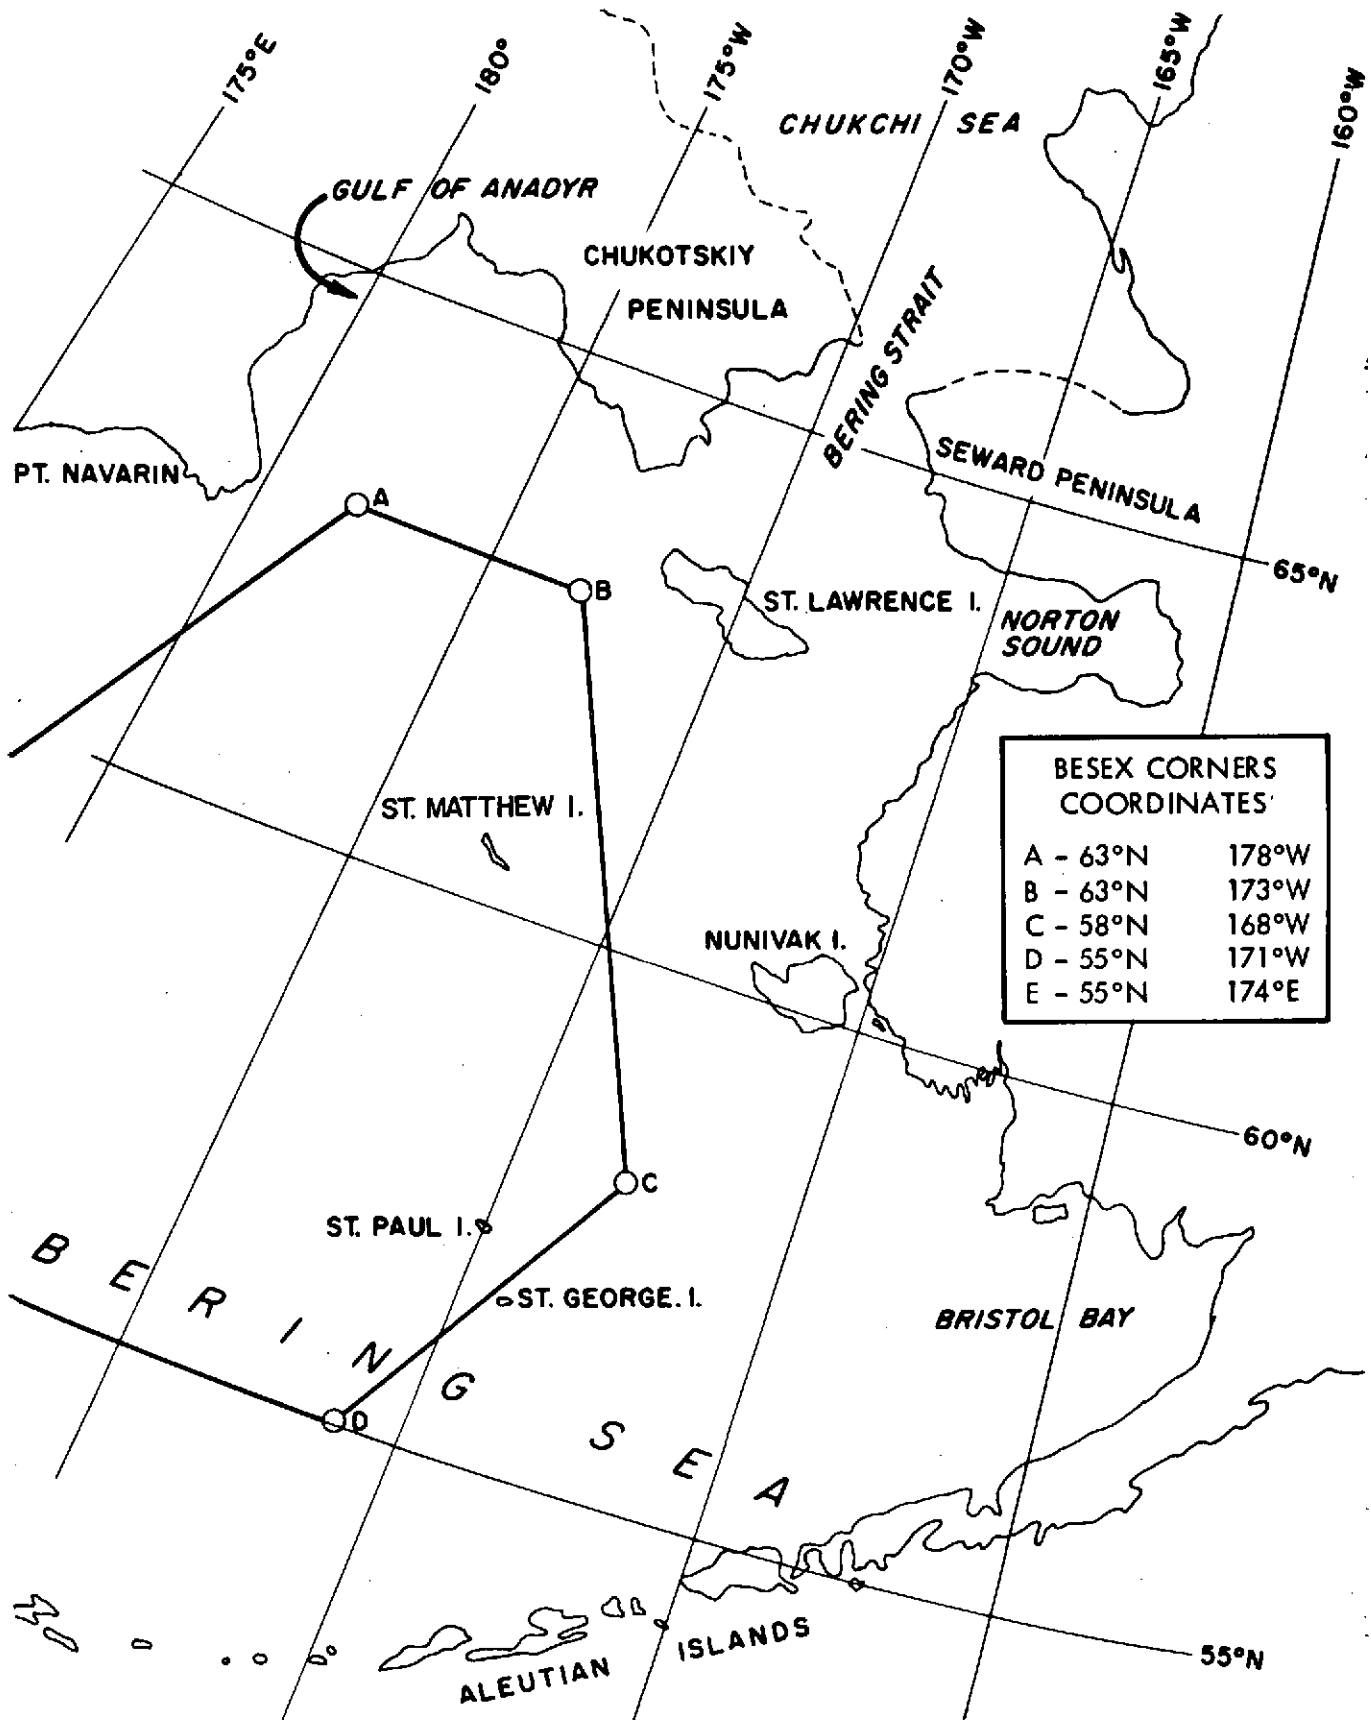 175°E
180°
175°W
170°W
165°W
160°W
CHUKCHI SEA
GULF OF ANADYR
CHUKOTSKIY
PENINSULA
BERING STRAIT
PT. NAVARIN
SEWARD PENINSULA
A
65°N
B
ST. LAWRENCE I.
NORTON
SOUND
BESEX CORNERS
COORDINATES
A - 63°N 178°W
B - 63°N 173°W
C - 58°N 168°W
D - 55°N 171°W
E - 55°N 174°E
ST. MATTHEW I.
NUNIVAK I.
60°N
C
ST. PAUL I.
ST. GEORGE. I.
BRISTOL BAY
BERING SEA
D
ALEUTIAN ISLANDS
55°N